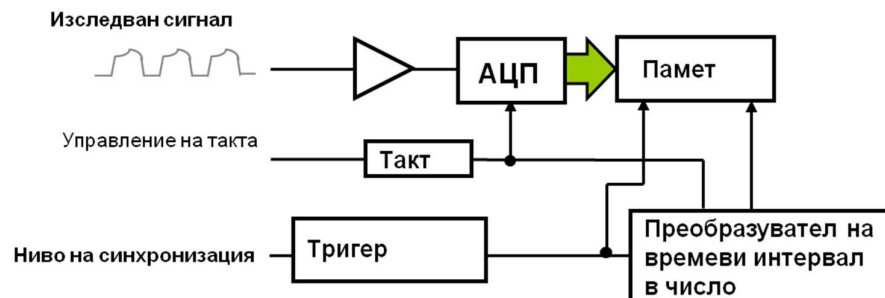 Изследван сигнал
АЦП
Памет
Управление на такта
Такт
Ниво на синхронизация
Тригер
Преобразувател на
времеви интервал
в число